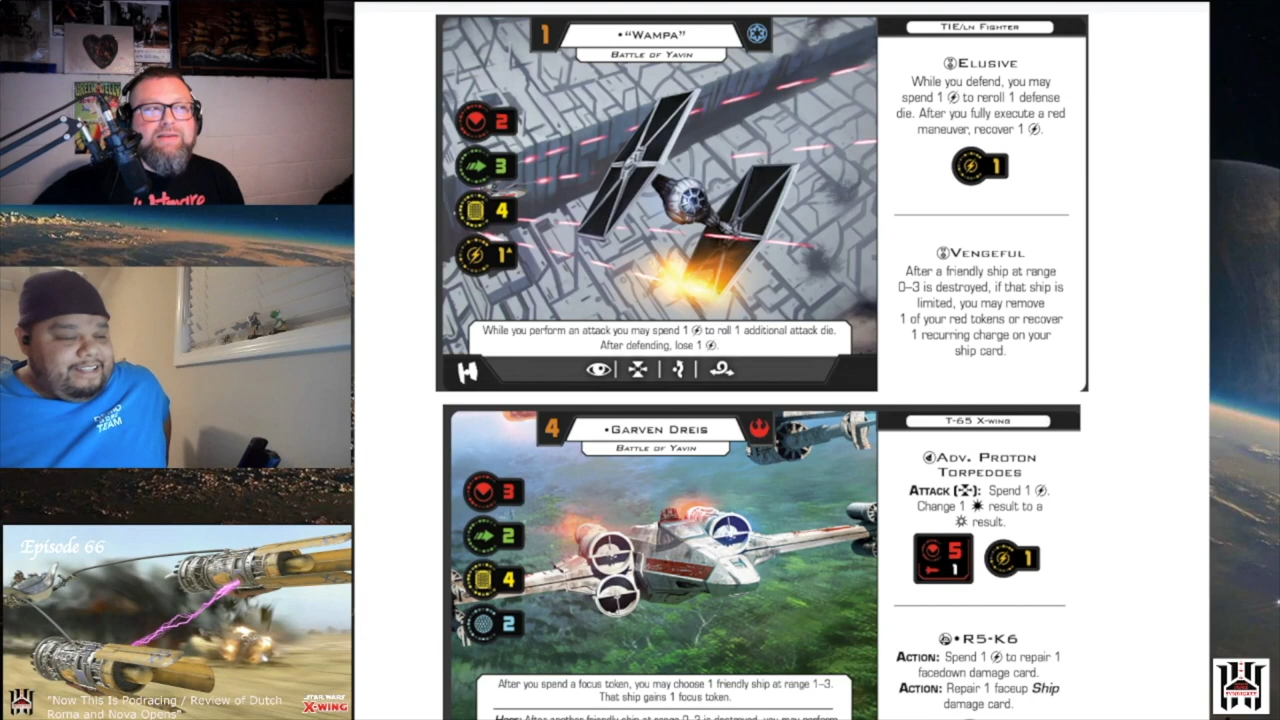 1
•"Wampa"
Battle of Yavin
2
3
4
1
While you perform an attack you may spend 1 to roll 1 additional attack die.
After defending, lose 1 .
TIE/ln Fighter
Elusive
While you defend, you may
spend 1 to reroll 1 defense
die. After you fully execute a red
maneuver, recover 1 .
1
Vengeful
After a friendly ship at range
0–3 is destroyed, if that ship is
limited, you may remove
1 of your red tokens or recover
1 recurring charge on your
ship card.
4
•Garven Dreis
Battle of Yavin
3
2
4
2
After you spend a focus token, you may choose 1 friendly ship at range 1–3.
That ship gains 1 focus token.
T-65 X-wing
Adv. Proton
Torpedoes
Attack ( ): Spend 1 .
Change 1 result to a
result.
5
1
1
•R5-K6
Action: Spend 1 to repair 1
facedown damage card.
Action: Repair 1 faceup Ship
damage card.
Episode 66
"Now This Is Podracing / Review of Dutch
Roma and Nova Opens"
STAR WARS
X-WING